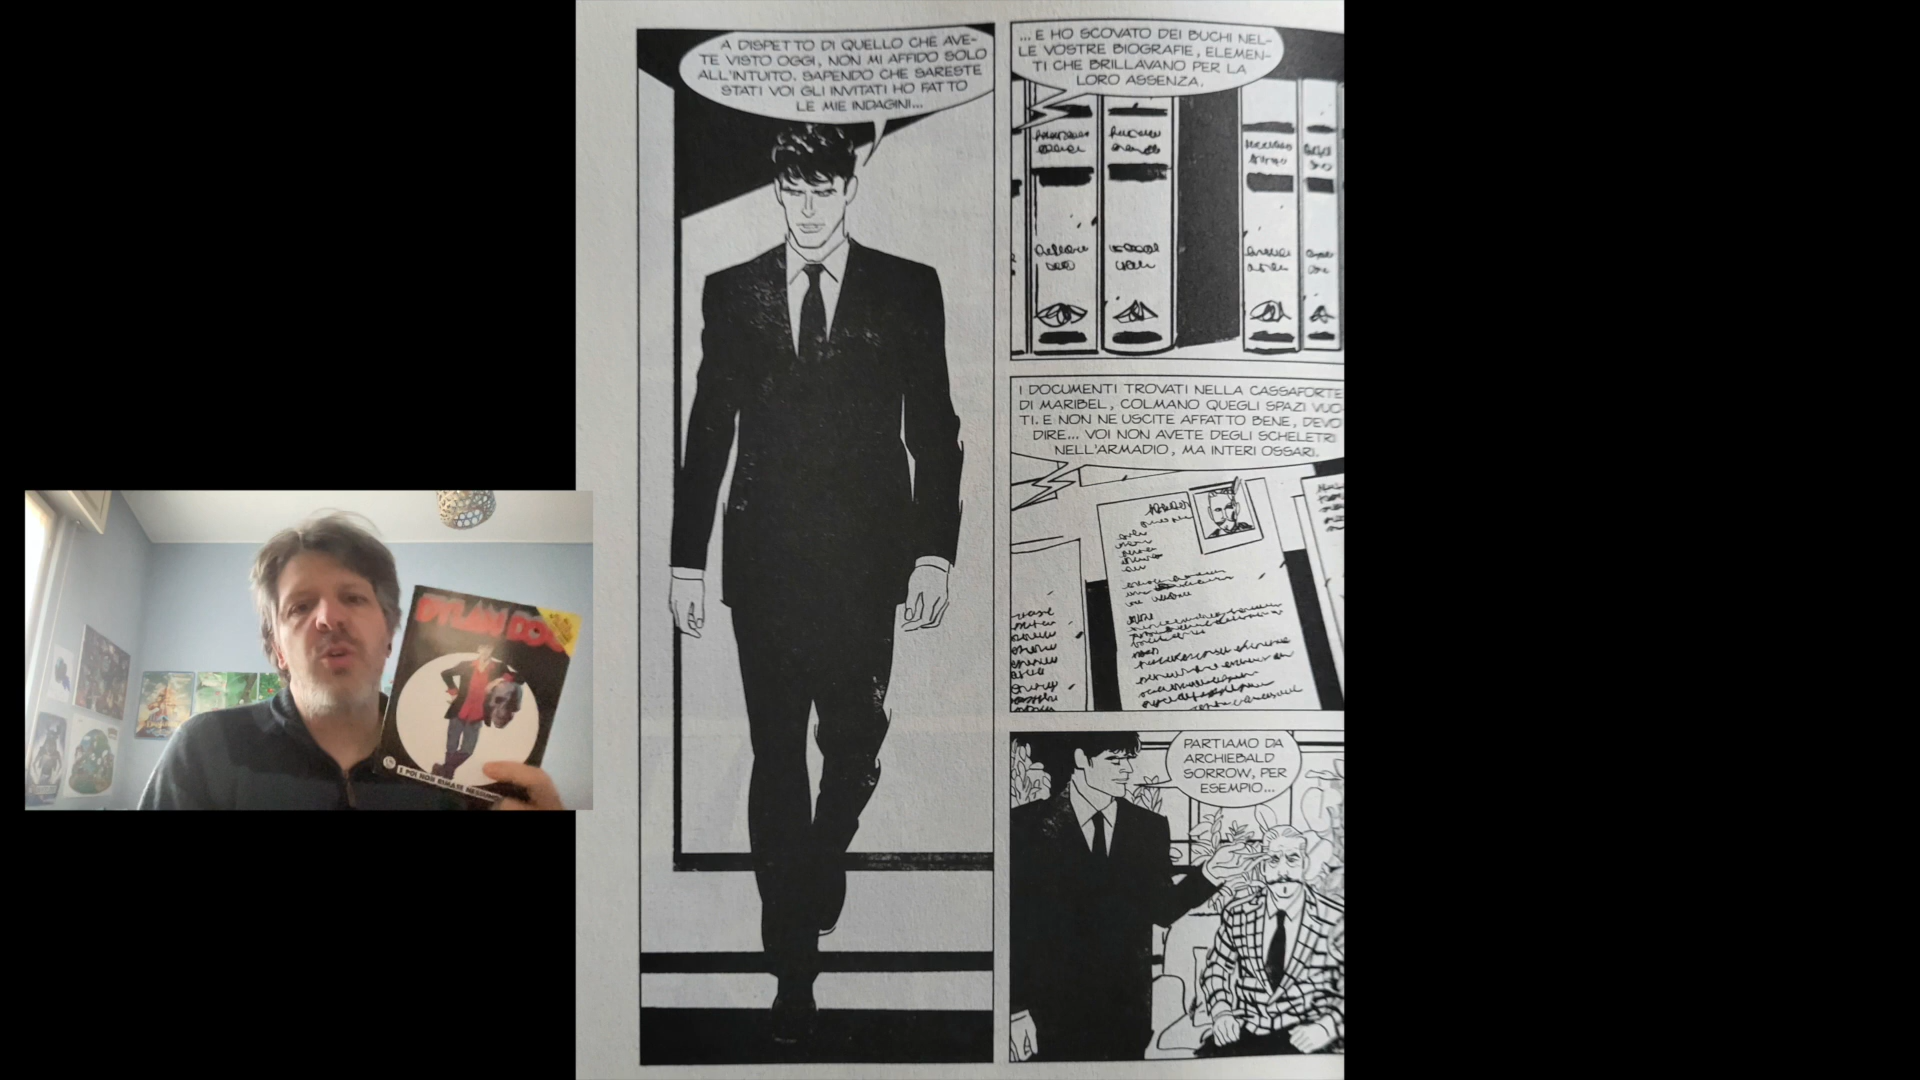 A DISPETTO DI QUELLO CHE AVE-
TE VISTO OGGI, NON MI AFFIDO SOLO
ALL'INTUITO. SAPENDO CHE SARESTE
STATI VOI GLI INVITATI HO FATTO
LE MIE INDAGINI...
...E HO SCOVATO DEI BUCHI NEL-
LE VOSTRE BIOGRAFIE, ELEMEN-
TI CHE BRILLAVANO PER LA
LORO ASSENZA.
I DOCUMENTI TROVATI NELLA CASSAFORTE
DI MARIBEL, COLMANO QUEGLI SPAZI VUO-
TI. E NON NE USCITE AFFATTO BENE, DEVO
DIRE... VOI NON AVETE DEGLI SCHELETRI
NELL'ARMADIO, MA INTERI OSSARI.
PARTIAMO DA
ARCHIEBALD
SORROW, PER
ESEMPIO...
DYLAN DOG
E POI NON RIMASE NESSUNO